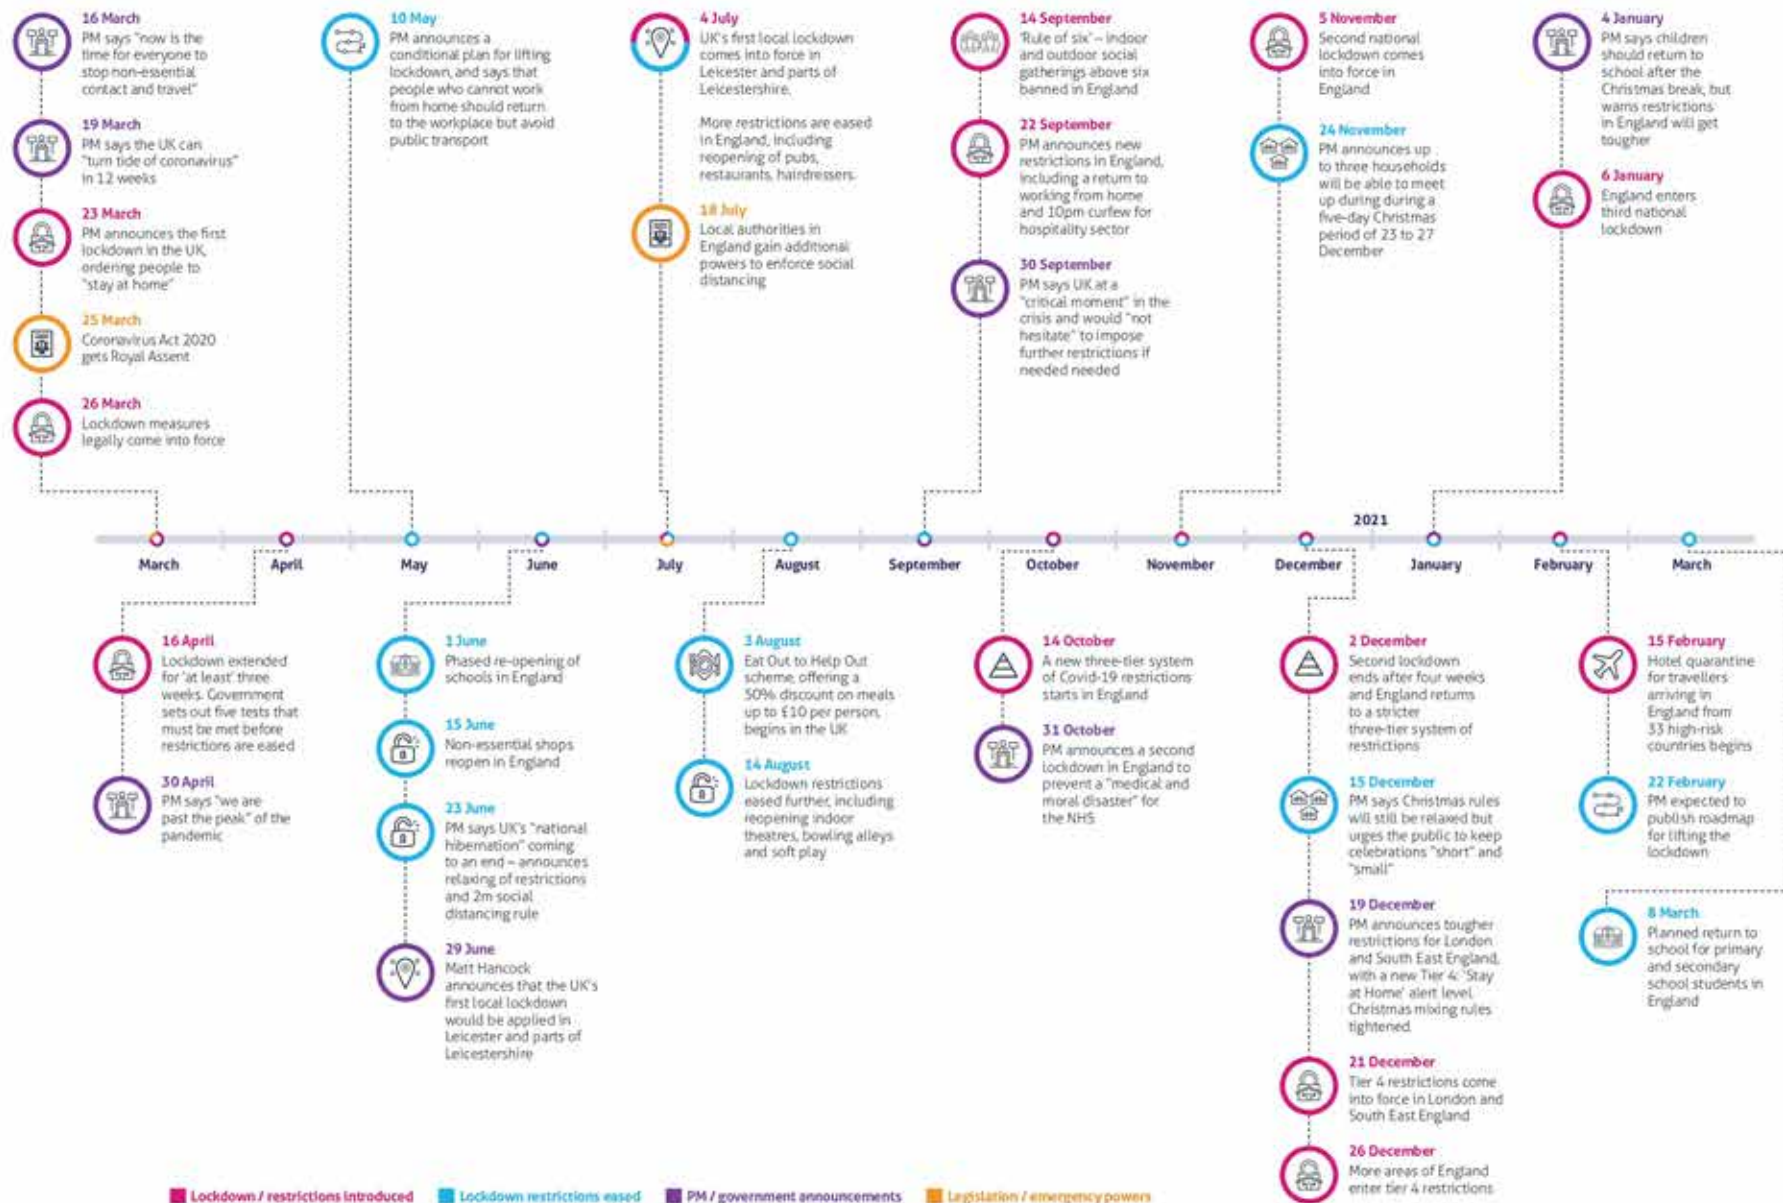 16 March
PM says "now is the
time for everyone to
stop non-essential
contact and travel"
19 March
PM says the UK can
"turn tide of coronavirus"
in 12 weeks
23 March
PM announces the first
lockdown in the UK,
ordering people to
"stay at home"
25 March
Coronavirus Act 2020
gets Royal Assent
26 March
Lockdown measures
legally come into force
10 May
PM announces a
conditional plan for lifting
lockdown, and says that
people who cannot work
from home should return
to the workplace but avoid
public transport
4 July
UK's first local lockdown
comes into force in
Leicester and parts of
Leicestershire.
More restrictions are eased
in England, including
reopening of pubs,
restaurants, hairdressers.
18 July
Local authorities in
England gain additional
powers to enforce social
distancing
14 September
'Rule of six' – indoor
and outdoor social
gatherings above six
banned in England
22 September
PM announces new
restrictions in England,
including a return to
working from home
and 10pm curfew for
hospitality sector
30 September
PM says UK at a
"critical moment" in the
crisis and would "not
hesitate" to impose
further restrictions if
needed needed
5 November
Second national
lockdown comes
into force in
England
24 November
PM announces up
to three households
will be able to meet
up during during a
five-day Christmas
period of 23 to 27
December
4 January
PM says children
should return to
school after the
Christmas break, but
warns restrictions
in England will get
tougher
6 January
England enters
third national
lockdown
2021
March April May June July August September October November December January February March
16 April
Lockdown extended
for 'at least' three
weeks. Government
sets out five tests that
must be met before
restrictions are eased
30 April
PM says "we are
past the peak" of the
pandemic
1 June
Phased re-opening of
schools in England
15 June
Non-essential shops
reopen in England
23 June
PM says UK's "national
hibernation" coming
to an end – announces
relaxing of restrictions
and 2m social
distancing rule
29 June
Matt Hancock
announces that the UK's
first local lockdown
would be applied in
Leicester and parts of
Leicestershire
3 August
Eat Out to Help Out
scheme, offering a
50% discount on meals
up to £10 per person,
begins in the UK
14 August
Lockdown restrictions
eased further, including
reopening indoor
theatres, bowling alleys
and soft play
14 October
A new three-tier system
of Covid-19 restrictions
starts in England
31 October
PM announces a second
lockdown in England to
prevent a "medical and
moral disaster" for
the NHS
2 December
Second lockdown
ends after four weeks
and England returns
to a stricter
three-tier system of
restrictions
15 December
PM says Christmas rules
will still be relaxed but
urges the public to keep
celebrations "short" and
"small"
19 December
PM announces tougher
restrictions for London
and South East England,
with a new Tier 4: 'Stay
at Home' alert level.
Christmas mixing rules
tightened.
21 December
Tier 4 restrictions come
into force in London and
South East England
26 December
More areas of England
enter tier 4 restrictions
15 February
Hotel quarantine
for travellers
arriving in
England from
33 high-risk
countries begins
22 February
PM expected to
publish roadmap
for lifting the
lockdown
8 March
Planned return to
school for primary
and secondary
school students in
England
Lockdown / restrictions introduced Lockdown restrictions eased PM / government announcements Legislation / emergency powers